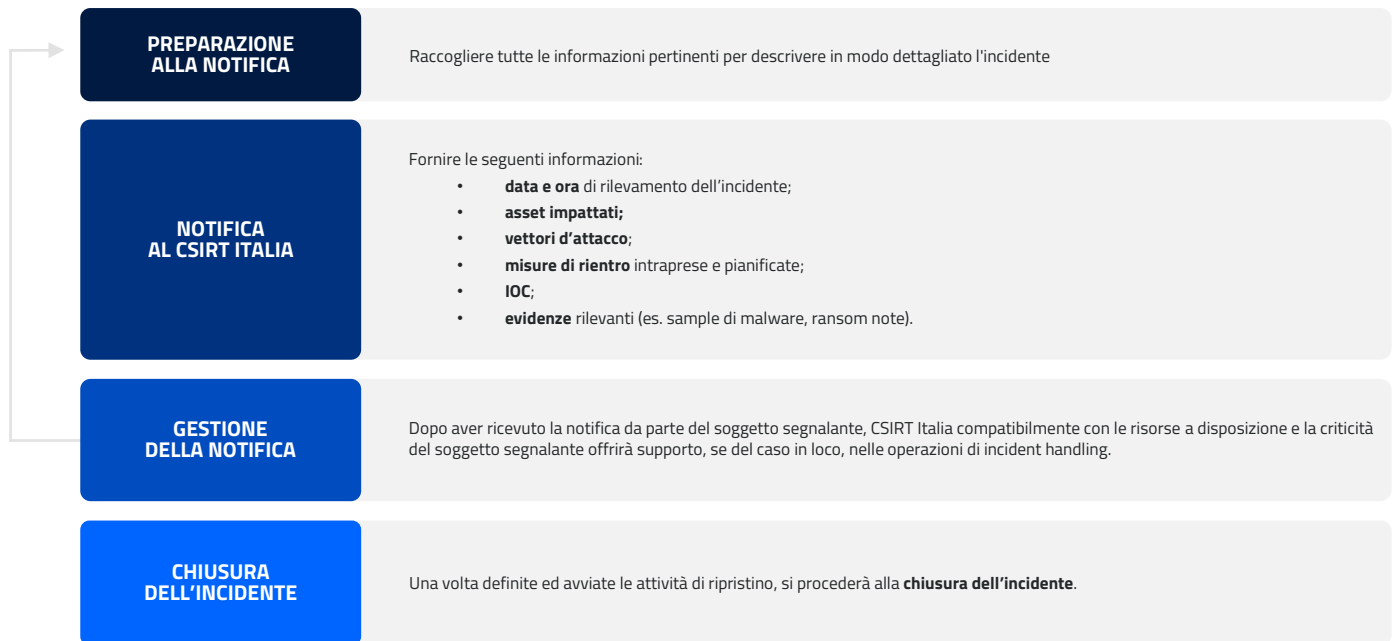 PREPARAZIONE
ALLA NOTIFICA
Raccogliere tutte le informazioni pertinenti per descrivere in modo dettagliato l'incidente
NOTIFICA
AL CSIRT ITALIA
Fornire le seguenti informazioni:
• data e ora di rilevamento dell’incidente;
• asset impattati;
• vettori d’attacco;
• misure di rientro intraprese e pianificate;
• IOC;
• evidenze rilevanti (es. sample di malware, ransom note).
GESTIONE
DELLA NOTIFICA
Dopo aver ricevuto la notifica da parte del soggetto segnalante, CSIRT Italia compatibilmente con le risorse a disposizione e la criticità
del soggetto segnalante offrirà supporto, se del caso in loco, nelle operazioni di incident handling.
CHIUSURA
DELL’INCIDENTE
Una volta definite ed avviate le attività di ripristino, si procederà alla chiusura dell’incidente.